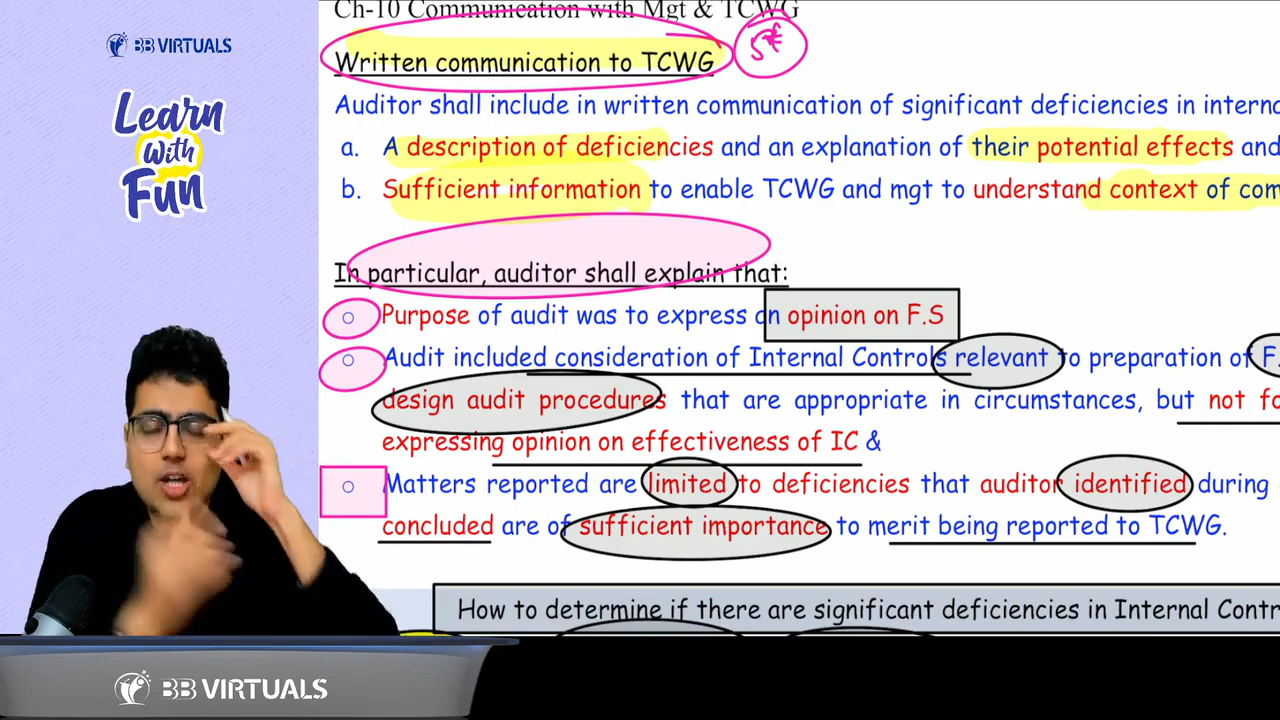 Ch-10 Communication with Mgt & TCWG
BB VIRTUALS
Learn
With
Fun
Written communication to TCWG
5*
Auditor shall include in written communication of significant deficiencies in
a. A description of deficiencies and an explanation of their potential effects and
b. Sufficient information to enable TCWG and mgt to understand context of
In particular, auditor shall explain that:
○ Purpose of audit was to express an opinion on F.S
○ Audit included consideration of Internal Controls relevant to preparation of
design audit procedures that are appropriate in circumstances, but not
expressing opinion on effectiveness of IC &
○ Matters reported are limited to deficiencies that auditor identified during
concluded are of sufficient importance to merit being reported to TCWG.
How to determine if there are significant deficiencies in Internal
BB VIRTUALS